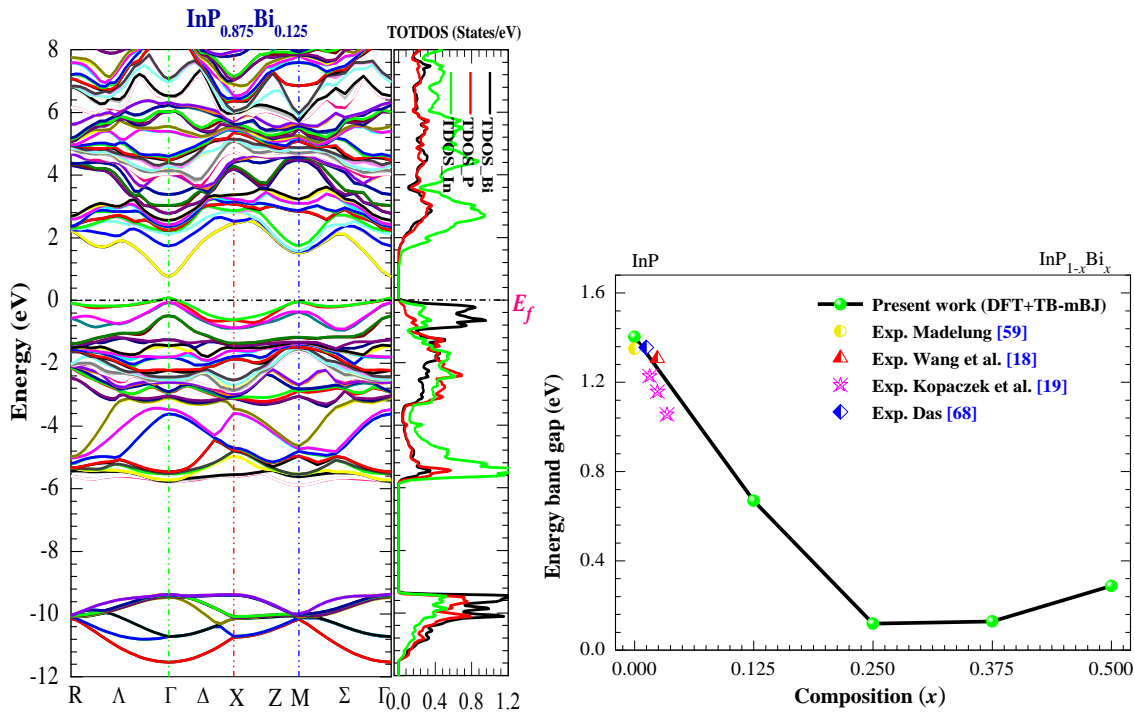 InP0.875Bi0.125
TOTDOS (States/eV)
8
6
4
2
0
-2
-4
-6
-8
-10
-12
Energy (eV)
R Λ Γ Δ X Z M Σ Γ
TDOS_Bi
TDOS_P
TDOS_In
Ef
0.0 0.4 0.8 1.2
InP
InP1-xBix
1.6
1.2
0.8
0.4
0.0
Energy band gap (eV)
Present work (DFT+TB-mBJ)
Exp. Madelung [59]
Exp. Wang et al. [18]
Exp. Kopaczek et al. [19]
Exp. Das [68]
0.000 0.125 0.250 0.375 0.500
Composition (x)